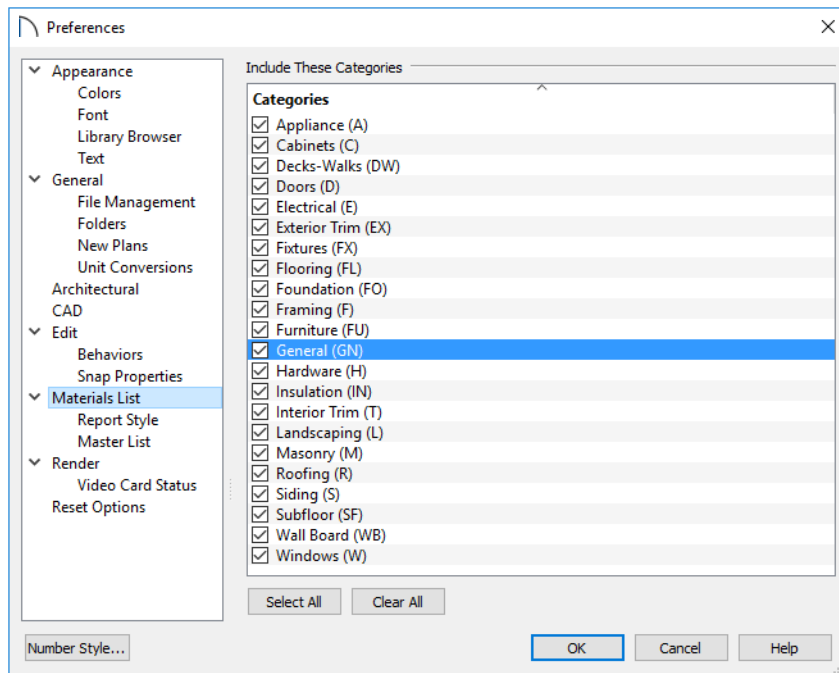 Preferences
Appearance
Colors
Font
Library Browser
Text
General
File Management
Folders
New Plans
Unit Conversions
Architectural
CAD
Edit
Behaviors
Snap Properties
Materials List
Report Style
Master List
Render
Video Card Status
Reset Options
Include These Categories
Categories
Appliance (A)
Cabinets (C)
Decks-Walks (DW)
Doors (D)
Electrical (E)
Exterior Trim (EX)
Fixtures (FX)
Flooring (FL)
Foundation (FO)
Framing (F)
Furniture (FU)
General (GN)
Hardware (H)
Insulation (IN)
Interior Trim (T)
Landscaping (L)
Masonry (M)
Roofing (R)
Siding (S)
Subfloor (SF)
Wall Board (WB)
Windows (W)
Select All Clear All
Number Style... OK Cancel Help